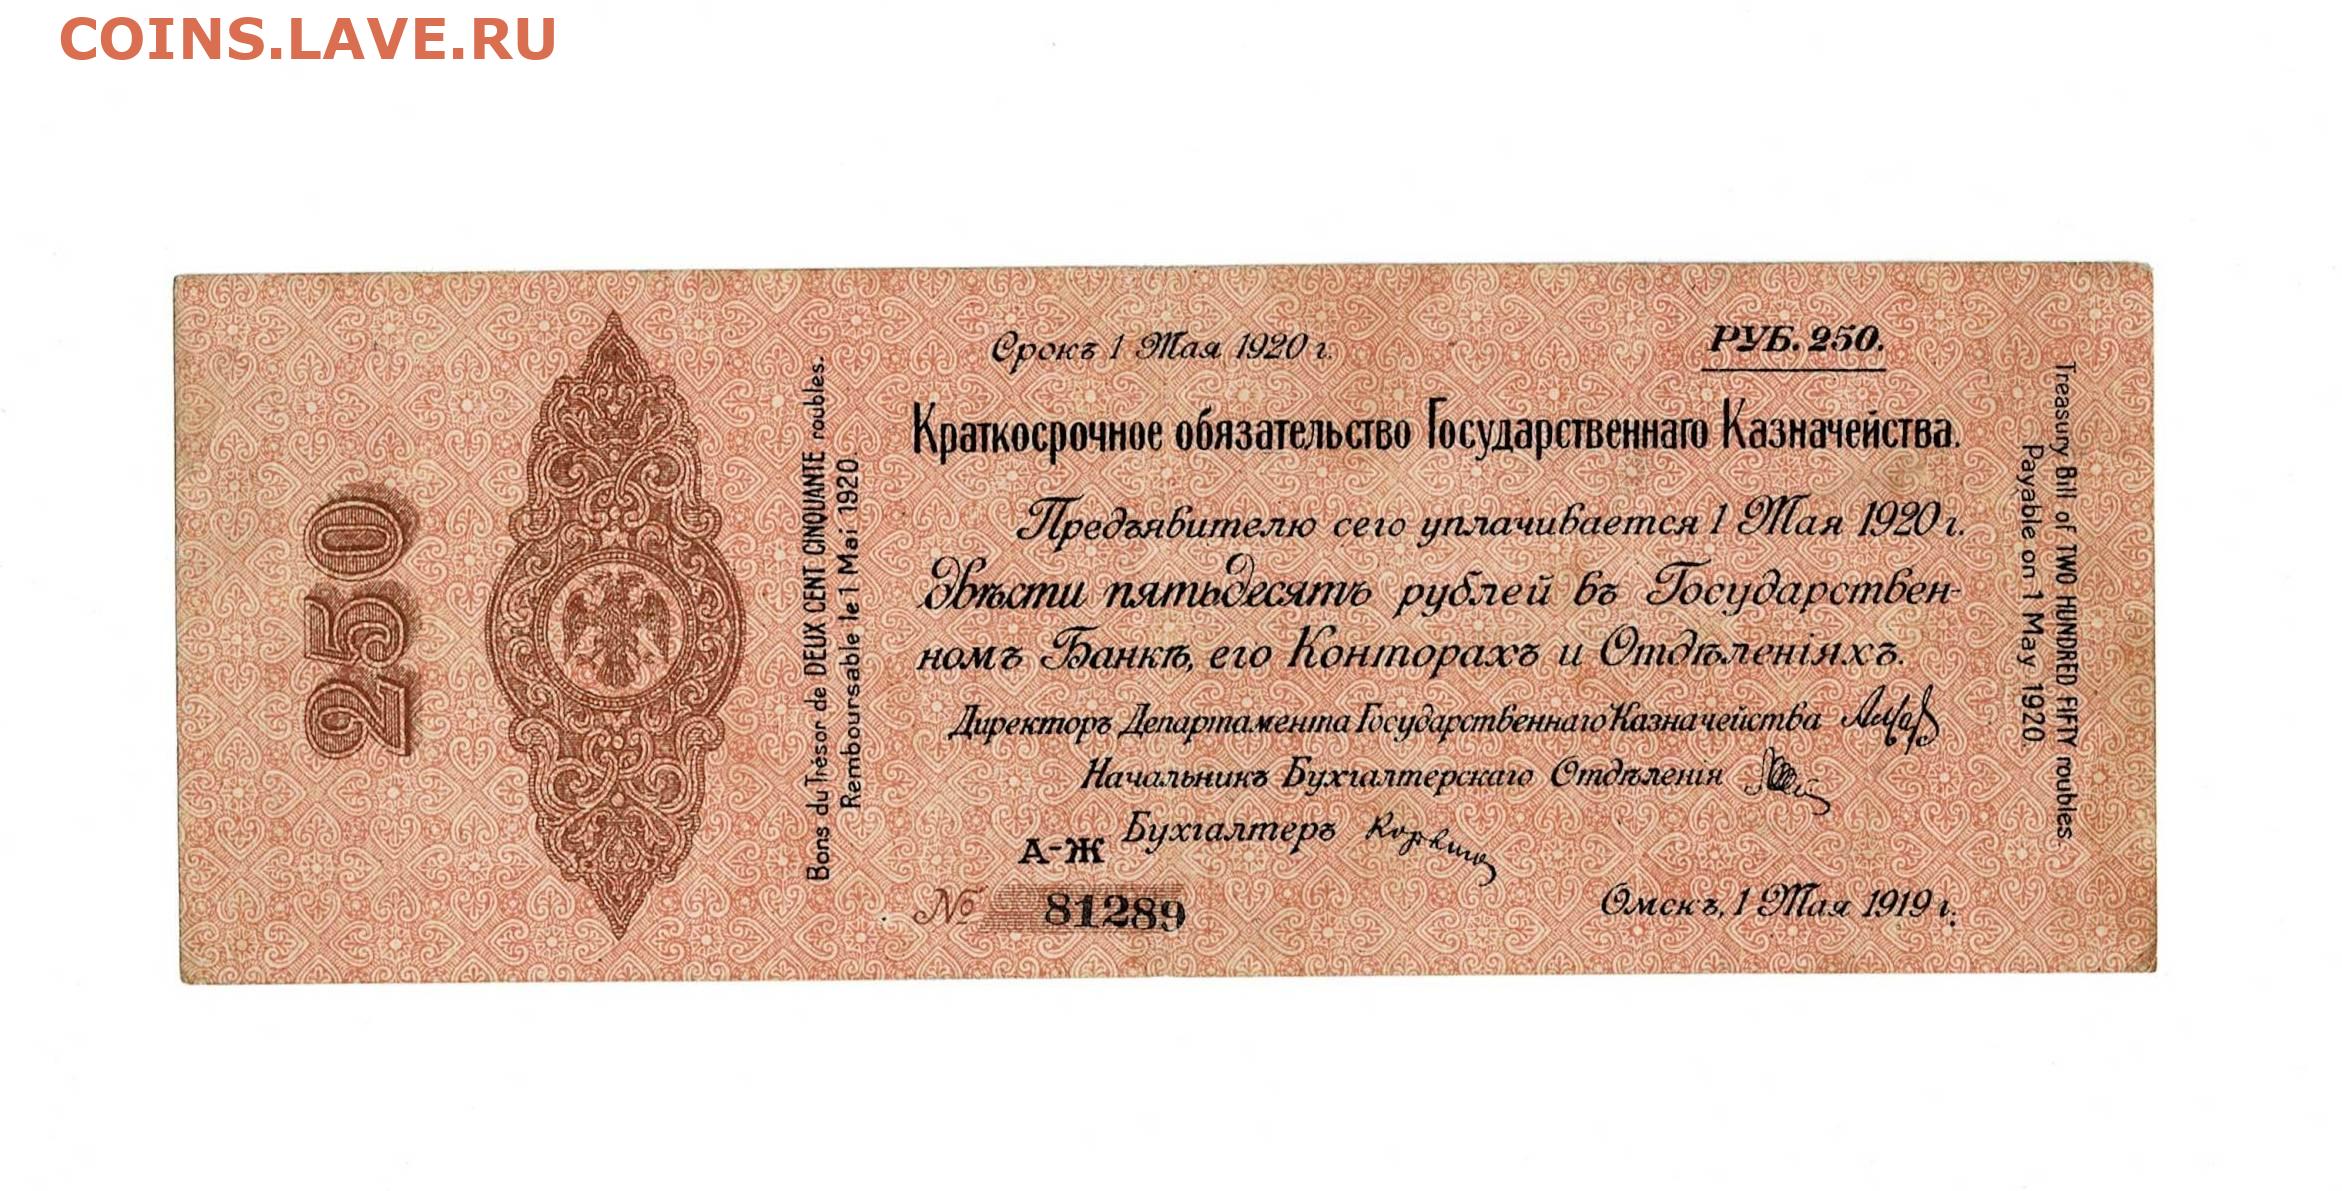 COINS.LAVE.RU
250
Bons du Trésor de DEUX CENT CINQUANTE roubles.
Remboursable le 1 Mai 1920.
Срокъ 1 Мая 1920 г.
РУБ. 250.
Краткосрочное обязательство Государственнаго Казначейства.
Предъявителю сего уплачивается 1 Мая 1920 г.
Двѣсти пятьдесятъ рублей въ Государствен-
номъ Банкѣ, его Конторахъ и Отдѣленіяхъ.
Директоръ Департамента Государственнаго Казначейства
Начальникъ Бухгалтерскаго Отдѣленія
Бухгалтеръ
А-Ж
№ 81289
Омскъ, 1 Мая 1919 г.
Treasury Bill of TWO HUNDRED FIFTY roubles.
Payable on 1 May 1920.